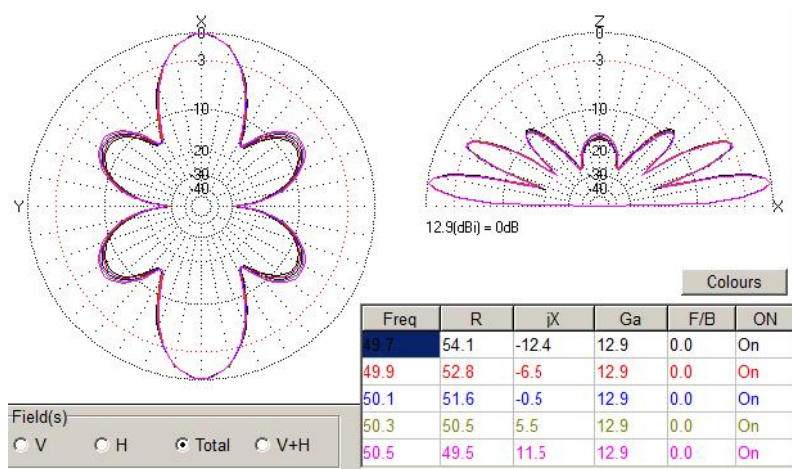 X
0
3
10
20
30
40
Y
Z
0
3
10
20
30
40
X
12.9(dBi) = 0dB
Colours
Freq R jX Ga F/B ON
49.7 54.1 -12.4 12.9 0.0 On
49.9 52.8 -6.5 12.9 0.0 On
50.1 51.6 -0.5 12.9 0.0 On
50.3 50.5 5.5 12.9 0.0 On
50.5 49.5 11.5 12.9 0.0 On
Field(s)
V H Total V+H